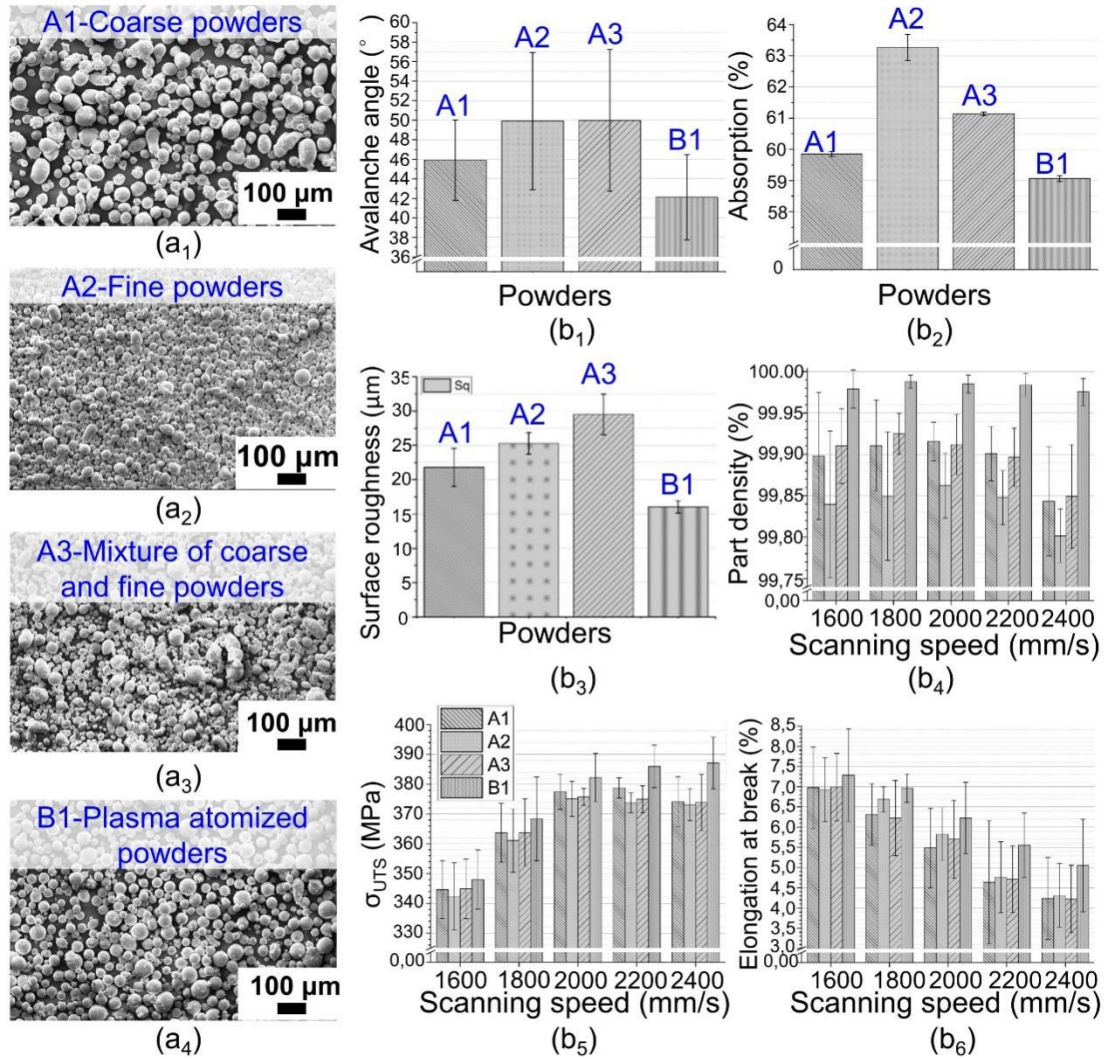 A1-Coarse powders
100 µm
(a1)
A2-Fine powders
100 µm
(a2)
A3-Mixture of coarse
and fine powders
100 µm
(a3)
B1-Plasma atomized
powders
100 µm
(a4)
Avalanche angle (°)
60
58
56
54
52
50
48
46
44
42
40
38
36
A1
A2
A3
B1
Powders
(b1)
Absorption (%)
63
62
61
60
59
58
0
A1
A2
A3
B1
Powders
(b2)
Surface roughness (µm)
35
30
25
20
15
10
5
0
Sq
A1
A2
A3
B1
Powders
(b3)
Part density (%)
100.00
99.95
99.90
99.85
99.80
99.75
0,00
1600 1800 2000 2200 2400
Scanning speed (mm/s)
(b4)
σUTS (MPa)
400
390
380
370
360
350
340
330
0,00
A1
A2
A3
B1
1600 1800 2000 2200 2400
Scanning speed (mm/s)
(b5)
Elongation at break (%)
8,5
8,0
7,5
7,0
6,5
6,0
5,5
5,0
4,5
4,0
3,5
3,0
0,00
1600 1800 2000 2200 2400
Scanning speed (mm/s)
(b6)